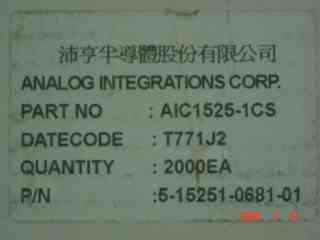 沛亨半導體股份有限公司
ANALOG INTEGRATIONS CORP.
PART NO : AIC1525-1CS
DATECODE : T771J2
QUANTITY : 2000EA
P/N :5-15251-0681-01